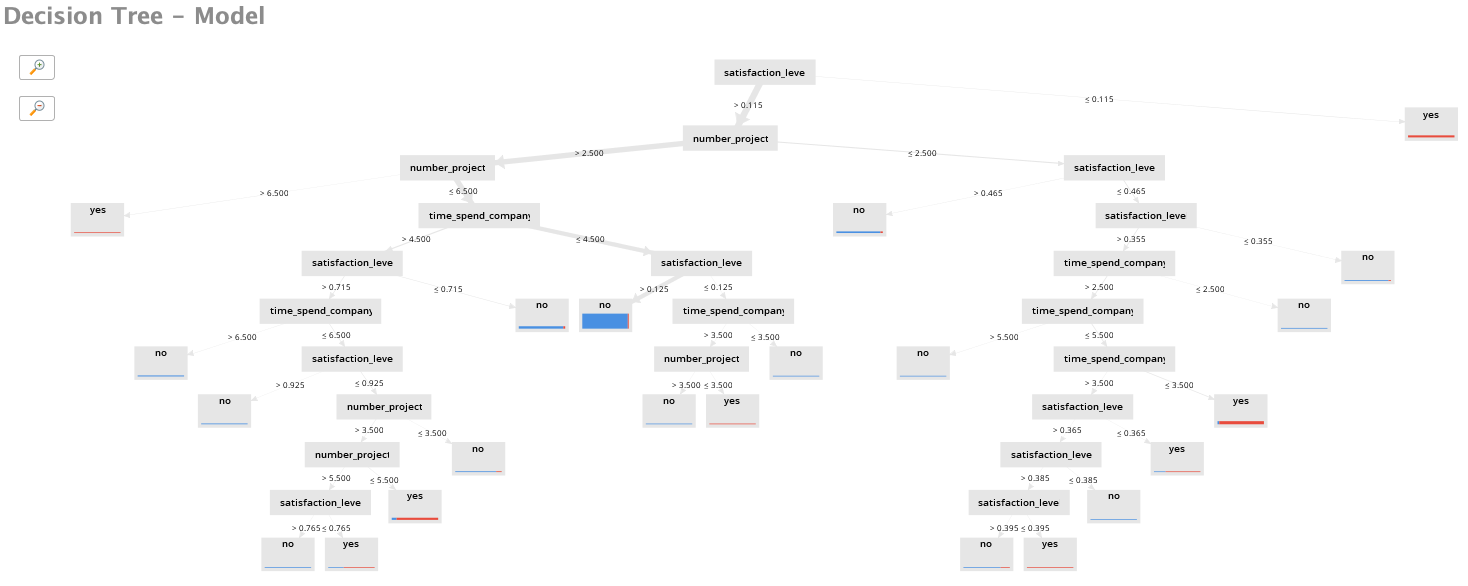 Decision Tree – Model
satisfaction_leve
> 0.115
≤ 0.115
yes
number_project
> 2.500
≤ 2.500
number_project
satisfaction_leve
> 6.500
≤ 6.500
> 0.465
≤ 0.465
yes
time_spend_company
no
satisfaction_leve
> 4.500
≤ 4.500
> 0.355
≤ 0.355
satisfaction_leve
satisfaction_leve
time_spend_company
no
> 0.715
≤ 0.715
> 0.125
≤ 0.125
> 2.500
≤ 2.500
time_spend_company
no
no
time_spend_company
time_spend_company
no
> 6.500
≤ 6.500
> 3.500
≤ 3.500
> 5.500
≤ 5.500
no
satisfaction_leve
number_project
no
no
time_spend_company
> 0.925
≤ 0.925
> 3.500
≤ 3.500
> 3.500
≤ 3.500
no
number_project
no
yes
satisfaction_leve
yes
> 3.500
≤ 3.500
> 0.365
≤ 0.365
number_project
no
satisfaction_leve
yes
> 5.500
≤ 5.500
> 0.385
≤ 0.385
satisfaction_leve
yes
satisfaction_leve
no
> 0.765
≤ 0.765
> 0.395
≤ 0.395
no
yes
no
yes